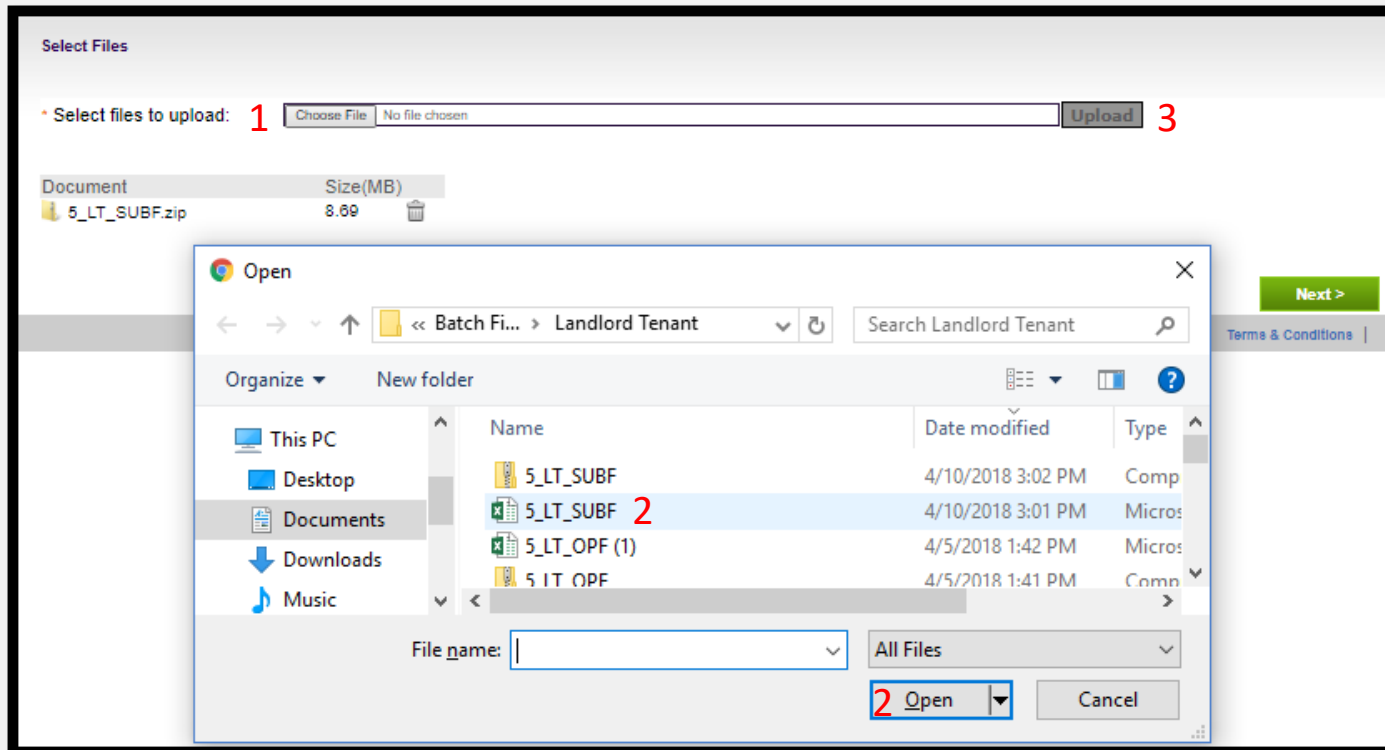 Select Files
* Select files to upload: 1 Choose File No file chosen Upload 3
Document Size(MB)
5_LT_SUBF.zip 8.69
Open
« Batch Fi... › Landlord Tenant Search Landlord Tenant
Next >
Terms & Conditions |
Organize New folder ?
Name Date modified Type
This PC
Desktop
Documents
Downloads
Music
5_LT_SUBF 4/10/2018 3:02 PM Comp
5_LT_SUBF 2 4/10/2018 3:01 PM Micros
5_LT_OPF (1) 4/5/2018 1:42 PM Micros
5_LT_OPF 4/5/2018 1:41 PM Comp
File name: All Files
2 Open Cancel